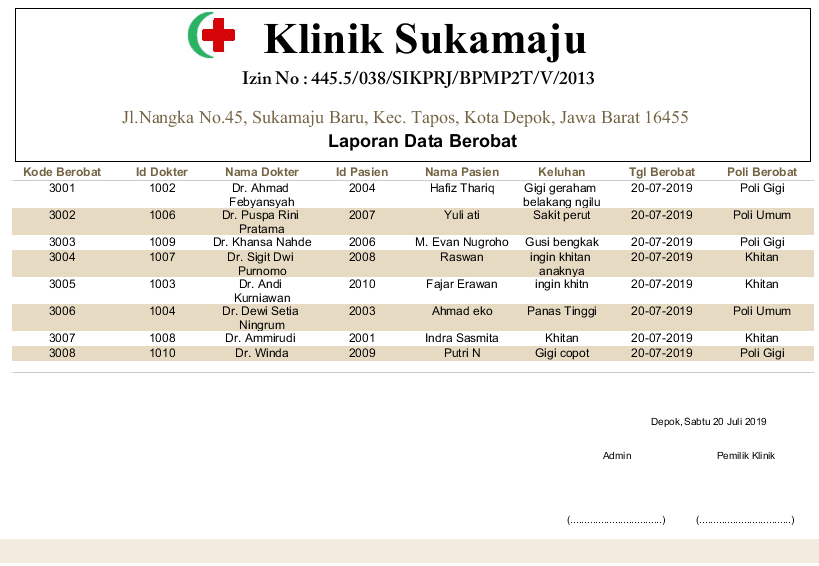 Klinik Sukamaju
Izin No : 445.5/038/SIKPRJ/BPMP2T/V/2013
Jl.Nangka No.45, Sukamaju Baru, Kec. Tapos, Kota Depok, Jawa Barat 16455
Laporan Data Berobat
Kode Berobat Id Dokter Nama Dokter Id Pasien Nama Pasien Keluhan Tgl Berobat Poli Berobat
3001 1002 Dr. Ahmad 2004 Hafiz Thariq Gigi geraham 20-07-2019 Poli Gigi
Febyansyah belakang ngilu
3002 1006 Dr. Puspa Rini 2007 Yuli ati Sakit perut 20-07-2019 Poli Umum
Pratama
3003 1009 Dr. Khansa Nahde 2006 M. Evan Nugroho Gusi bengkak 20-07-2019 Poli Gigi
3004 1007 Dr. Sigit Dwi 2008 Raswan ingin khitan 20-07-2019 Khitan
Purnomo anaknya
3005 1003 Dr. Andi 2010 Fajar Erawan ingin khitn 20-07-2019 Khitan
Kurniawan
3006 1004 Dr. Dewi Setia 2003 Ahmad eko Panas Tinggi 20-07-2019 Poli Umum
Ningrum
3007 1008 Dr. Ammirudi 2001 Indra Sasmita Khitan 20-07-2019 Khitan
3008 1010 Dr. Winda 2009 Putri N Gigi copot 20-07-2019 Poli Gigi
Depok, Sabtu 20 Juli 2019
Admin Pemilik Klinik
(.................................) (.................................)